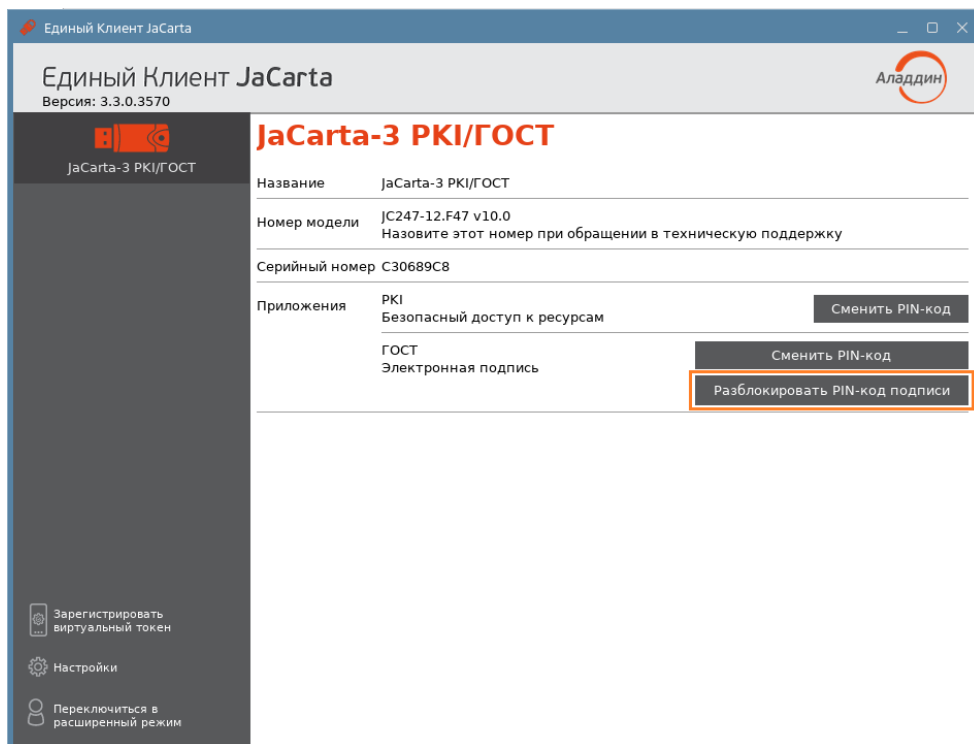 Единый Клиент JaCarta
Единый Клиент JaCarta
Версия: 3.3.0.3570
Аладдин
JaCarta-3 PKI/ГОСТ
JaCarta-3 PKI/ГОСТ
Название JaCarta-3 PKI/ГОСТ
Номер модели JC247-12.F47 v10.0
Назовите этот номер при обращении в техническую поддержку
Серийный номер C30689C8
Приложения PKI
Безопасный доступ к ресурсам
Сменить PIN-код
ГОСТ
Электронная подпись
Сменить PIN-код
Разблокировать PIN-код подписи
Зарегистрировать
виртуальный токен
Настройки
Переключиться в
расширенный режим